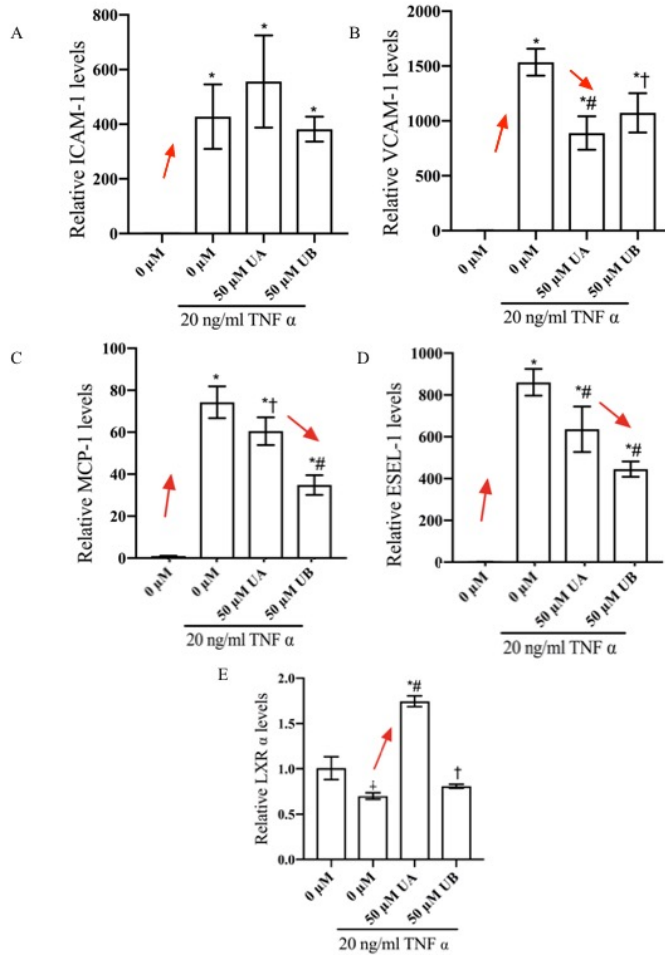 A
Relative ICAM-1 levels
800
600
400
200
0
*
*
*
0 μM
0 μM
50 μM UA
50 μM UB
20 ng/ml TNF α
B
Relative VCAM-1 levels
2000
1500
1000
500
0
*
*#
*†
0 μM
0 μM
50 μM UA
50 μM UB
20 ng/ml TNF α
C
Relative MCP-1 levels
100
80
60
40
20
0
*
*†
*#
0 μM
0 μM
50 μM UA
50 μM UB
20 ng/ml TNF α
D
Relative ESEL-1 levels
1000
800
600
400
200
0
*
*#
*#
0 μM
0 μM
50 μM UA
50 μM UB
20 ng/ml TNF α
E
Relative LXR α levels
2.0
1.5
1.0
0.5
0.0
*#
†
0 μM
0 μM
50 μM UA
50 μM UB
20 ng/ml TNF α